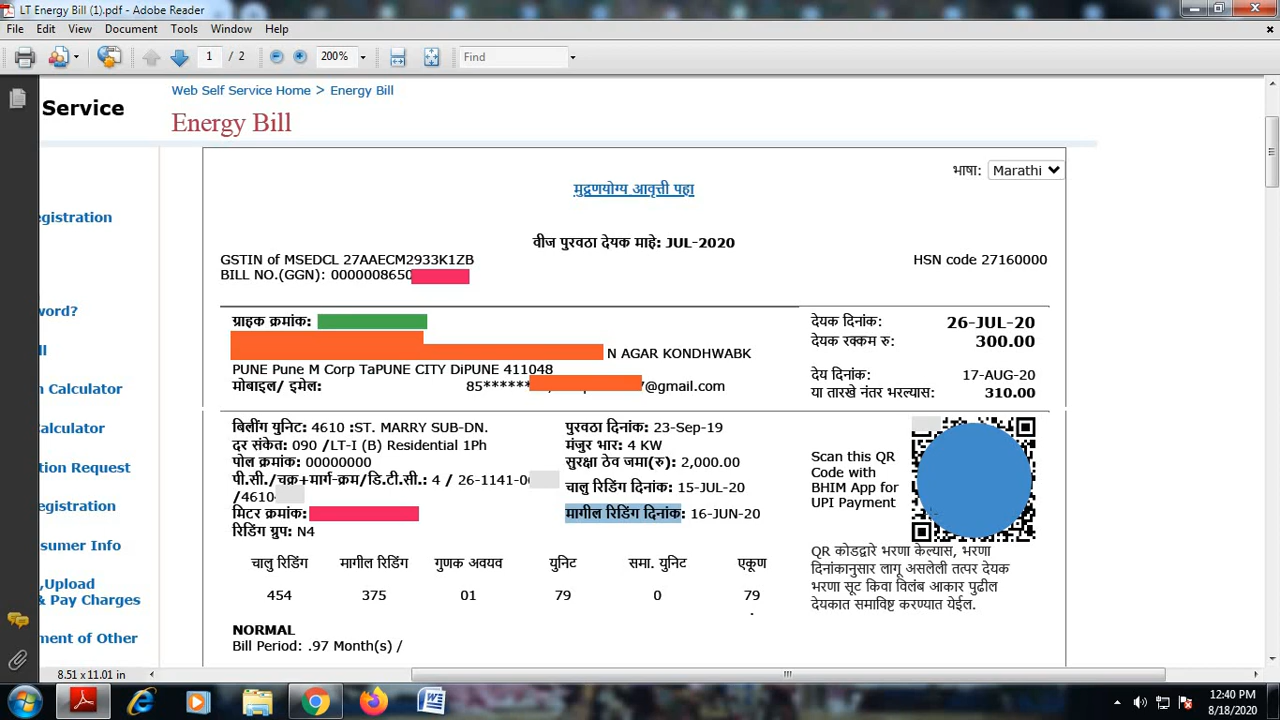 LT Energy Bill (1).pdf - Adobe Reader
File Edit View Document Tools Window Help
1 / 2 200% Find
Web Self Service Home > Energy Bill
Service
Energy Bill
भाषा: Marathi
मुद्रणयोग्य आवृत्ती पहा
egistration
वीज पुरवठा देयक माहे: JUL-2020
GSTIN of MSEDCL 27AAECM2933K1ZB
HSN code 27160000
BILL NO.(GGN): 0000000865
word?
ग्राहक क्रमांक:
देयक दिनांक: 26-JUL-20
देयक रक्कम रु: 300.00
ll
N AGAR KONDHWABK
PUNE Pune M Corp TaPUNE CITY DiPUNE 411048
देय दिनांक: 17-AUG-20
मोबाइल/ इमेल: 85****** 7@gmail.com
या तारखे नंतर भरल्यास: 310.00
n Calculator
बिलींग युनिट: 4610 :ST. MARRY SUB-DN.
पुरवठा दिनांक: 23-Sep-19
alculator
दर संकेत: 090 /LT-I (B) Residential 1Ph
मंजुर भार: 4 KW
पोल क्रमांक: 00000000
सुरक्षा ठेव जमा(रु): 2,000.00
tion Request
पी.सी./चक्र+मार्ग-क्रम/डि.टी.सी.: 4 / 26-1141-0
/4610
चालु रिडिंग दिनांक: 15-JUL-20
Scan this QR
Code with
BHIM App for
UPI Payment
egistration
मिटर क्रमांक:
मागील रिडिंग दिनांक: 16-JUN-20
रिडिंग ग्रुप: N4
sumer Info
QR कोडद्वारे भरणा केल्यास, भरणा
दिनांकानुसार लागू असलेली तत्पर देयक
भरणा सूट किंवा विलंब आकार पुढील
देयकात समाविष्ट करण्यात येईल.
चालु रिडिंग मागील रिडिंग गुणक अवयव युनिट समा. युनिट एकूण
,Upload
& Pay Charges
454 375 01 79 0 79
NORMAL
ment of Other
Bill Period: .97 Month(s) /
8.51 x 11.01 in
12:40 PM
8/18/2020